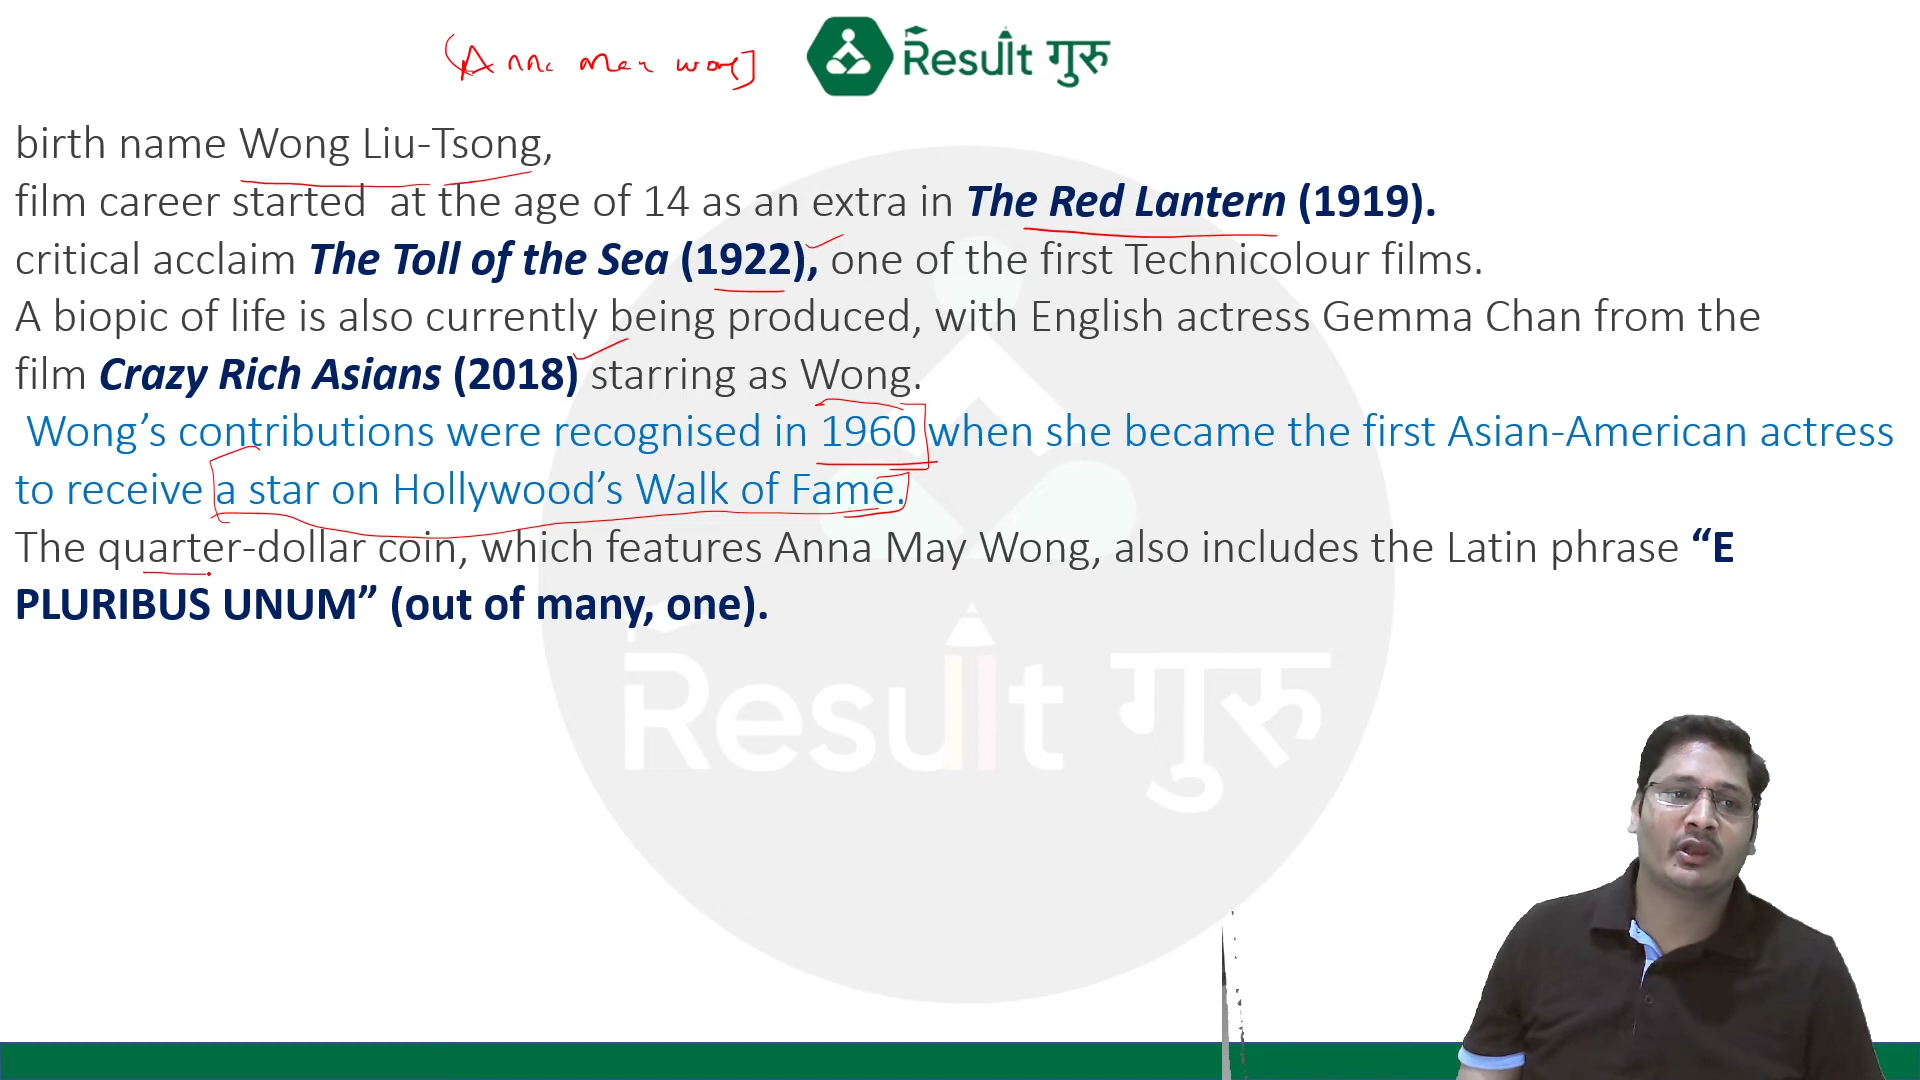 (Anna May Wong]
Result गुरु
birth name Wong Liu-Tsong,
film career started at the age of 14 as an extra in The Red Lantern (1919).
critical acclaim The Toll of the Sea (1922), one of the first Technicolour films.
A biopic of life is also currently being produced, with English actress Gemma Chan from the
film Crazy Rich Asians (2018) starring as Wong.
Wong’s contributions were recognised in 1960 when she became the first Asian-American actress
to receive a star on Hollywood’s Walk of Fame.
The quarter-dollar coin, which features Anna May Wong, also includes the Latin phrase “E
PLURIBUS UNUM” (out of many, one).
Result गुरु